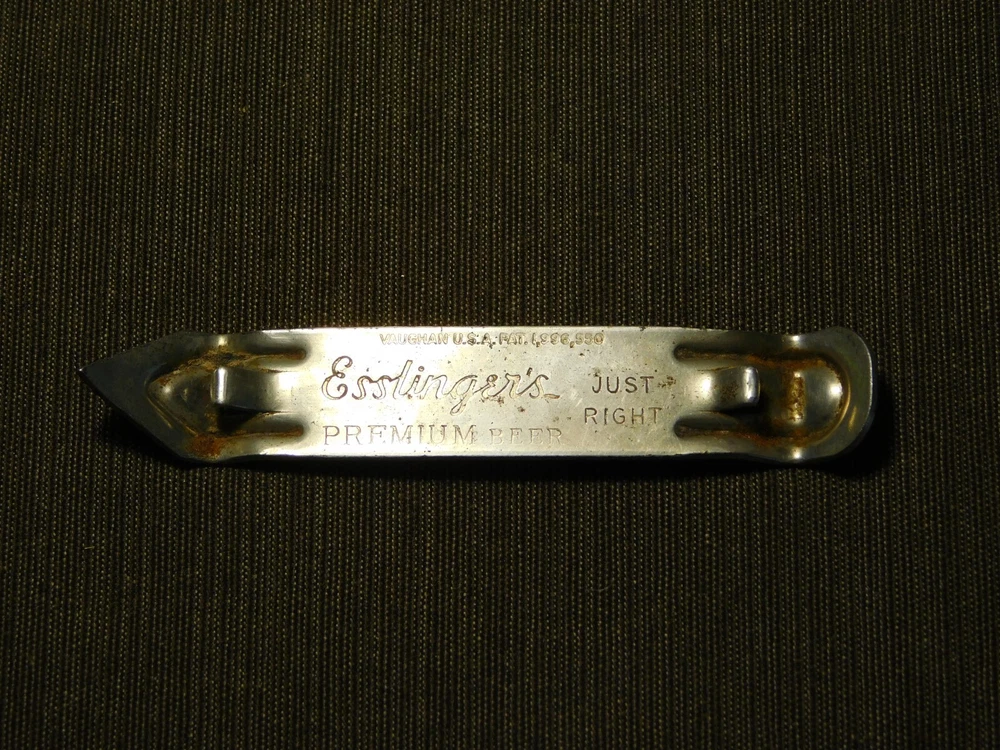 VAUGHAN U.S.A. PAT. 1,996,550
Esslinger's
PREMIUM BEER
JUST
RIGHT